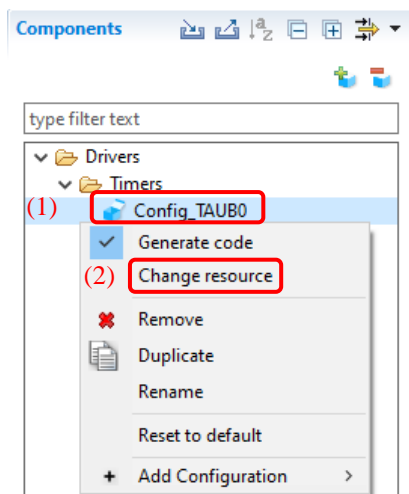 Components
a
z
type filter text
Drivers
Timers
(1) Config_TAUB0
Generate code
(2) Change resource
Remove
Duplicate
Rename
Reset to default
Add Configuration